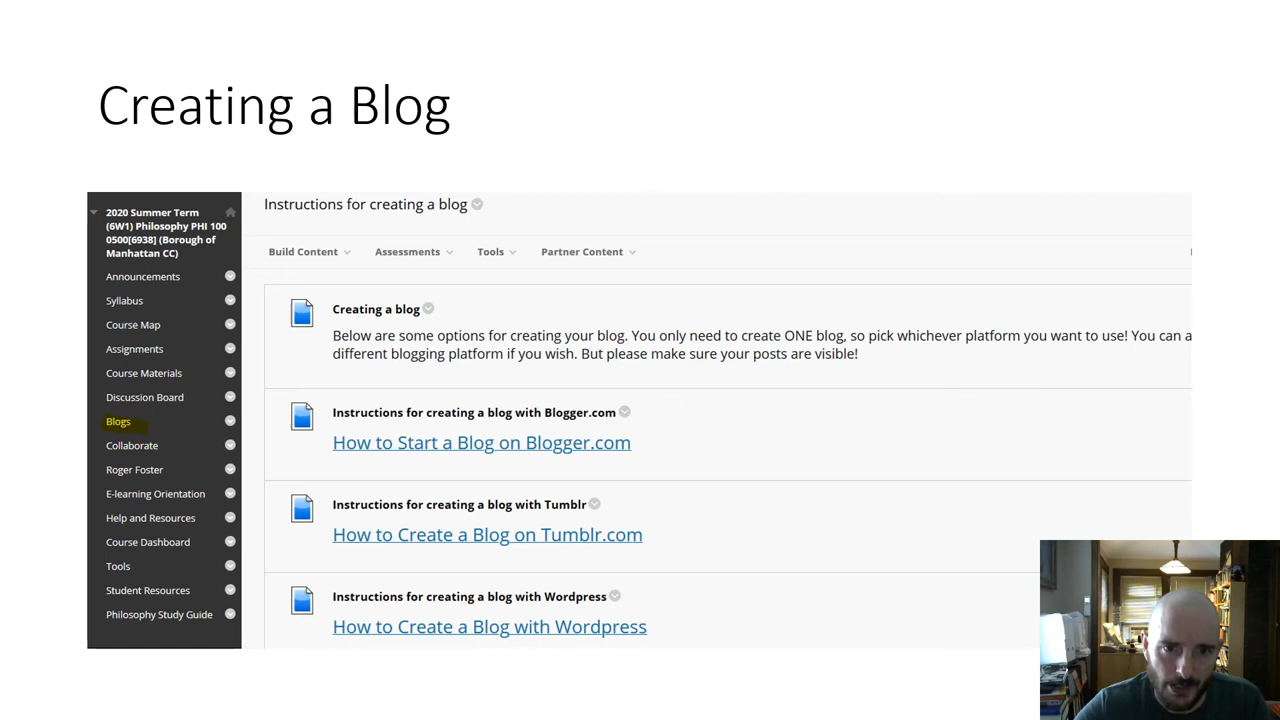 Creating a Blog
2020 Summer Term
(6W1) Philosophy PHI 100
0500[6938] (Borough of
Manhattan CC)
Announcements
Syllabus
Course Map
Assignments
Course Materials
Discussion Board
Blogs
Collaborate
Roger Foster
E-learning Orientation
Help and Resources
Course Dashboard
Tools
Student Resources
Philosophy Study Guide
Instructions for creating a blog
Build Content Assessments Tools Partner Content
Creating a blog
Below are some options for creating your blog. You only need to create ONE blog, so pick whichever platform you want to use! You can a
different blogging platform if you wish. But please make sure your posts are visible!
Instructions for creating a blog with Blogger.com
How to Start a Blog on Blogger.com
Instructions for creating a blog with Tumblr
How to Create a Blog on Tumblr.com
Instructions for creating a blog with Wordpress
How to Create a Blog with Wordpress